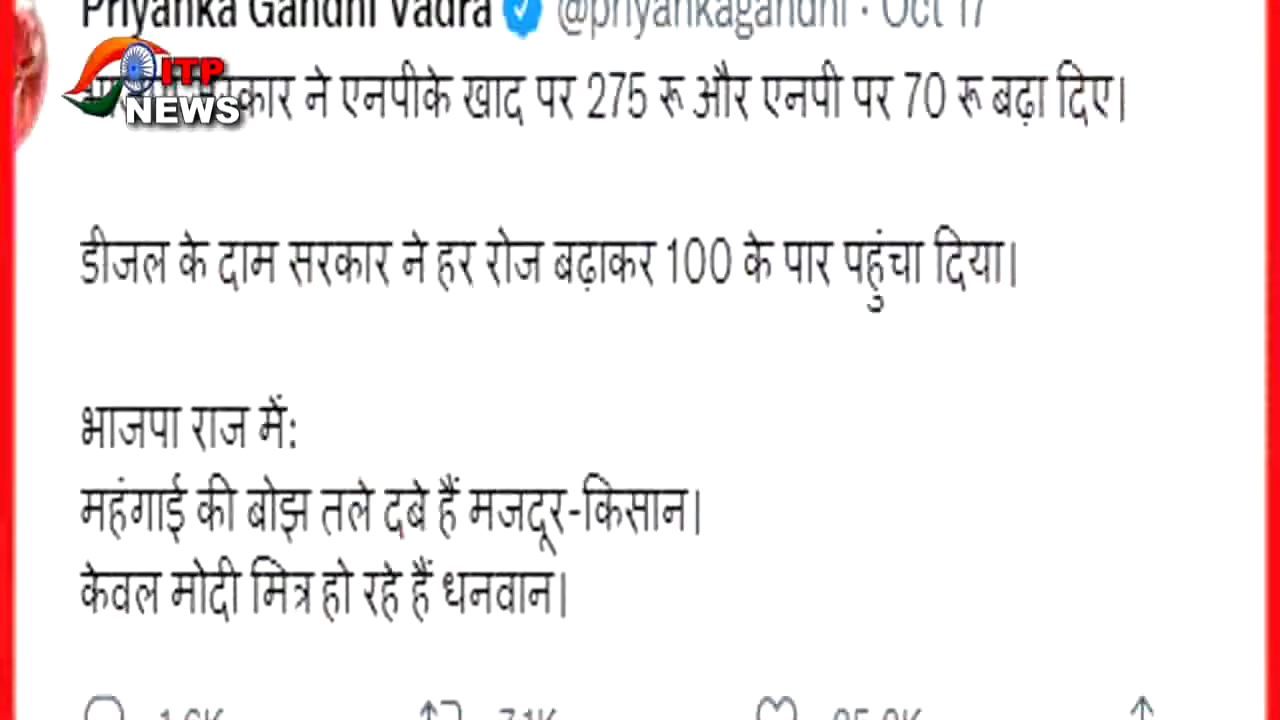 Priyanka Gandhi Vadra @priyankagandhi · Oct 17
ITP
NEWS
ने एनपीके खाद पर 275 रू और एनपी पर 70 रू बढ़ा दिए।
डीजल के दाम सरकार ने हर रोज बढ़ाकर 100 के पार पहुंचा दिया।
भाजपा राज में:
महंगाई की बोझ तले दबे हैं मजदूर-किसान।
केवल मोदी मित्र हो रहे हैं धनवान।